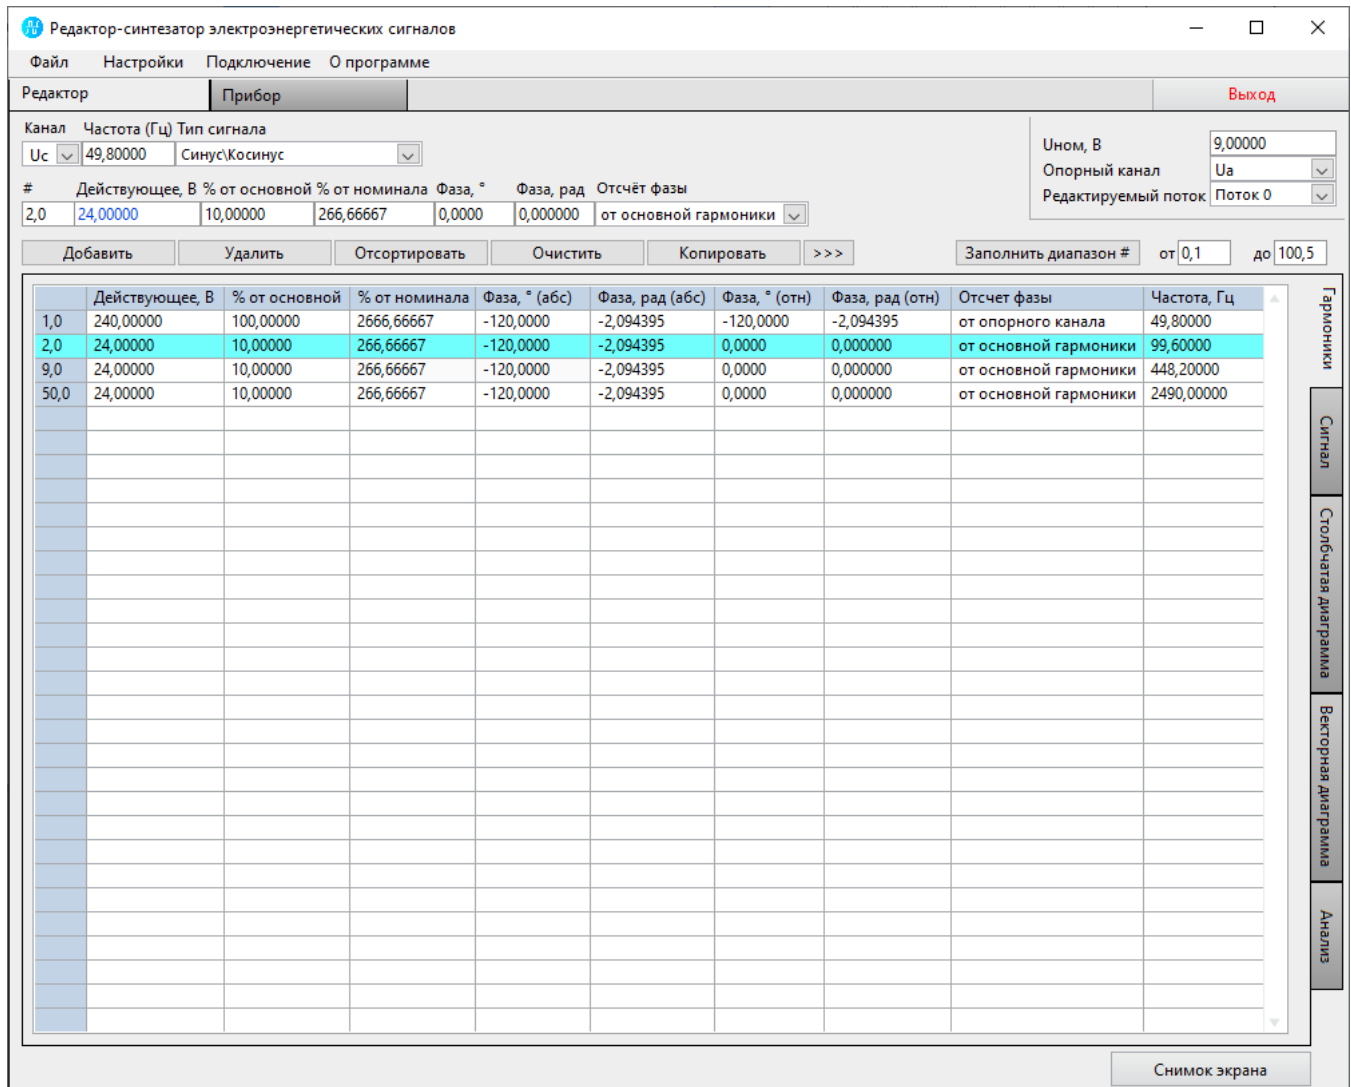 Редактор-синтезатор электроэнергетических сигналов
Файл Настройки Подключение О программе
Редактор Прибор Выход
Канал Частота (Гц) Тип сигнала
Uc 49,80000 Синус\Косинус
Uном, В 9,00000
Опорный канал Ua
Редактируемый поток Поток 0
# Действующее, В % от основной % от номинала Фаза, ° Фаза, рад Отсчёт фазы
2,0 24,00000 10,00000 266,66667 0,0000 0,000000 от основной гармоники
Добавить Удалить Отсортировать Очистить Копировать >>> Заполнить диапазон # от 0,1 до 100,5
Действующее, В % от основной % от номинала Фаза, ° (абс) Фаза, рад (абс) Фаза, ° (отн) Фаза, рад (отн) Отсчет фазы Частота, Гц
1,0 240,00000 100,00000 2666,66667 -120,0000 -2,094395 -120,0000 -2,094395 от опорного канала 49,80000
2,0 24,00000 10,00000 266,66667 -120,0000 -2,094395 0,0000 0,000000 от основной гармоники 99,60000
9,0 24,00000 10,00000 266,66667 -120,0000 -2,094395 0,0000 0,000000 от основной гармоники 448,20000
50,0 24,00000 10,00000 266,66667 -120,0000 -2,094395 0,0000 0,000000 от основной гармоники 2490,00000
Гармоники
Сигнал
Столбчатая диаграмма
Векторная диаграмма
Анализ
Снимок экрана